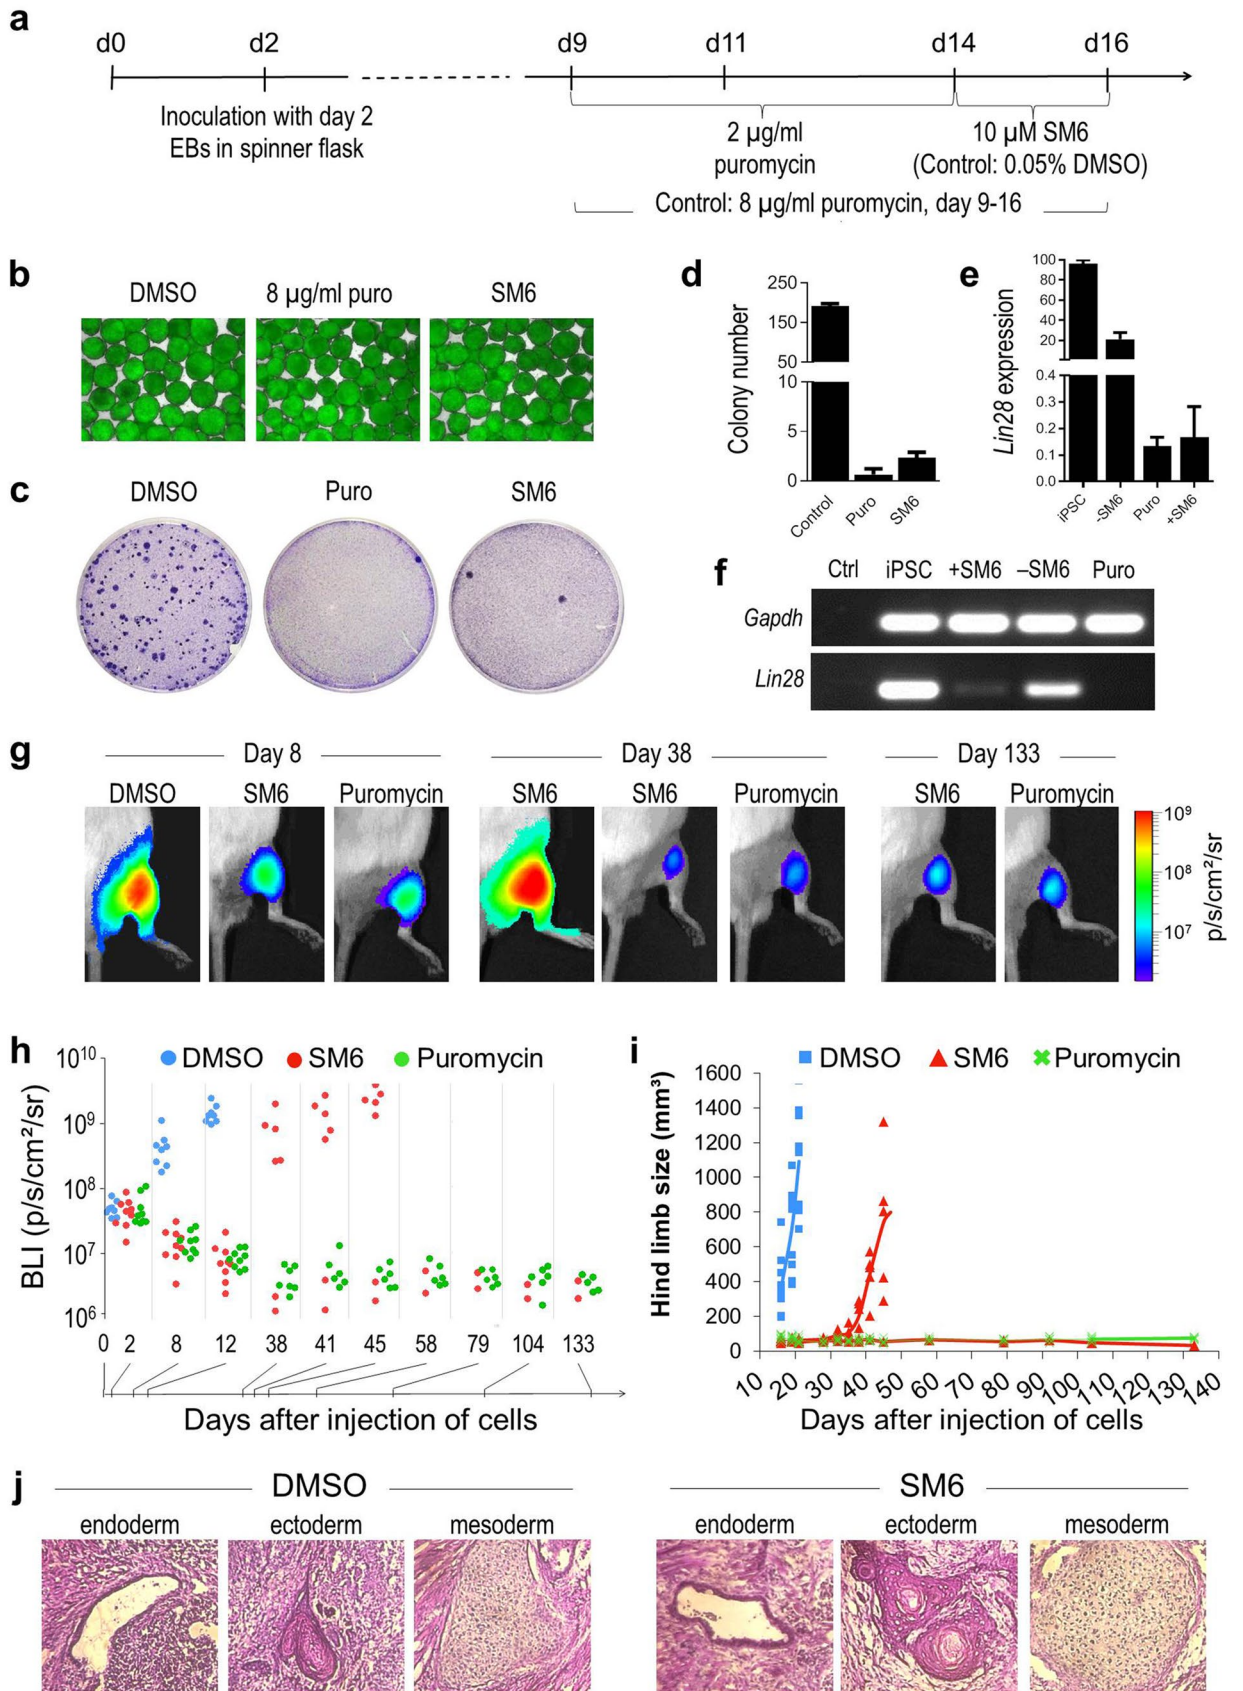 a
d0 d2 d9 d11 d14 d16
Inoculation with day 2
EBs in spinner flask
2 µg/ml
puromycin
10 µM SM6
(Control: 0.05% DMSO)
Control: 8 µg/ml puromycin, day 9-16
b
DMSO 8 µg/ml puro SM6
c
DMSO Puro SM6
d
Colony number
250
150
50
10
5
0
Control Puro SM6
e
Lin28 expression
100
80
60
40
20
0.4
0.3
0.2
0.1
0.0
iPSC -SM6 Puro +SM6
f
Ctrl iPSC +SM6 –SM6 Puro
Gapdh
Lin28
g
Day 8 Day 38 Day 133
DMSO SM6 Puromycin SM6 SM6 Puromycin SM6 Puromycin
10⁹
10⁸
10⁷
p/s/cm²/sr
h
DMSO SM6 Puromycin
BLI (p/s/cm²/sr)
10¹⁰
10⁹
10⁸
10⁷
10⁶
0 2 8 12 38 41 45 58 79 104 133
Days after injection of cells
i
DMSO SM6 Puromycin
Hind limb size (mm³)
1600
1400
1200
1000
800
600
400
200
0
10 20 30 40 50 60 70 80 90 100 110 120 130 140
Days after injection of cells
j
DMSO SM6
endoderm ectoderm mesoderm endoderm ectoderm mesoderm